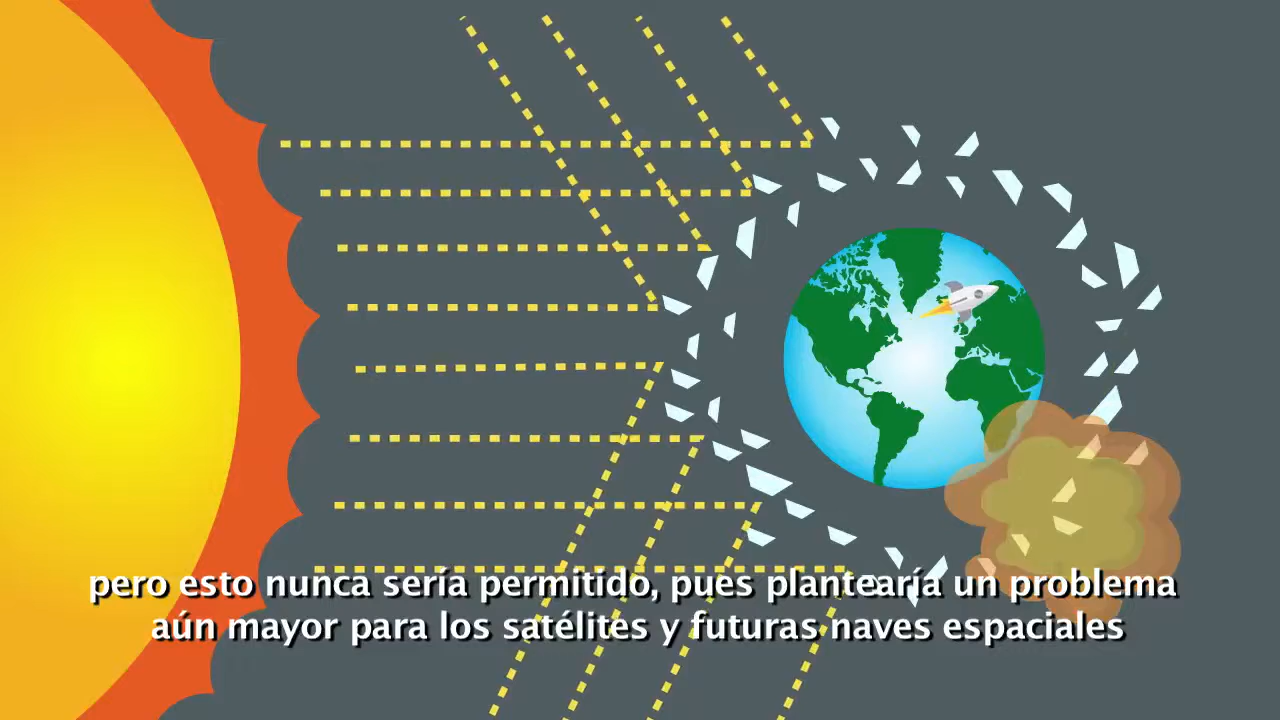 pero esto nunca sería permitido, pues plantearía un problema
aún mayor para los satélites y futuras naves espaciales